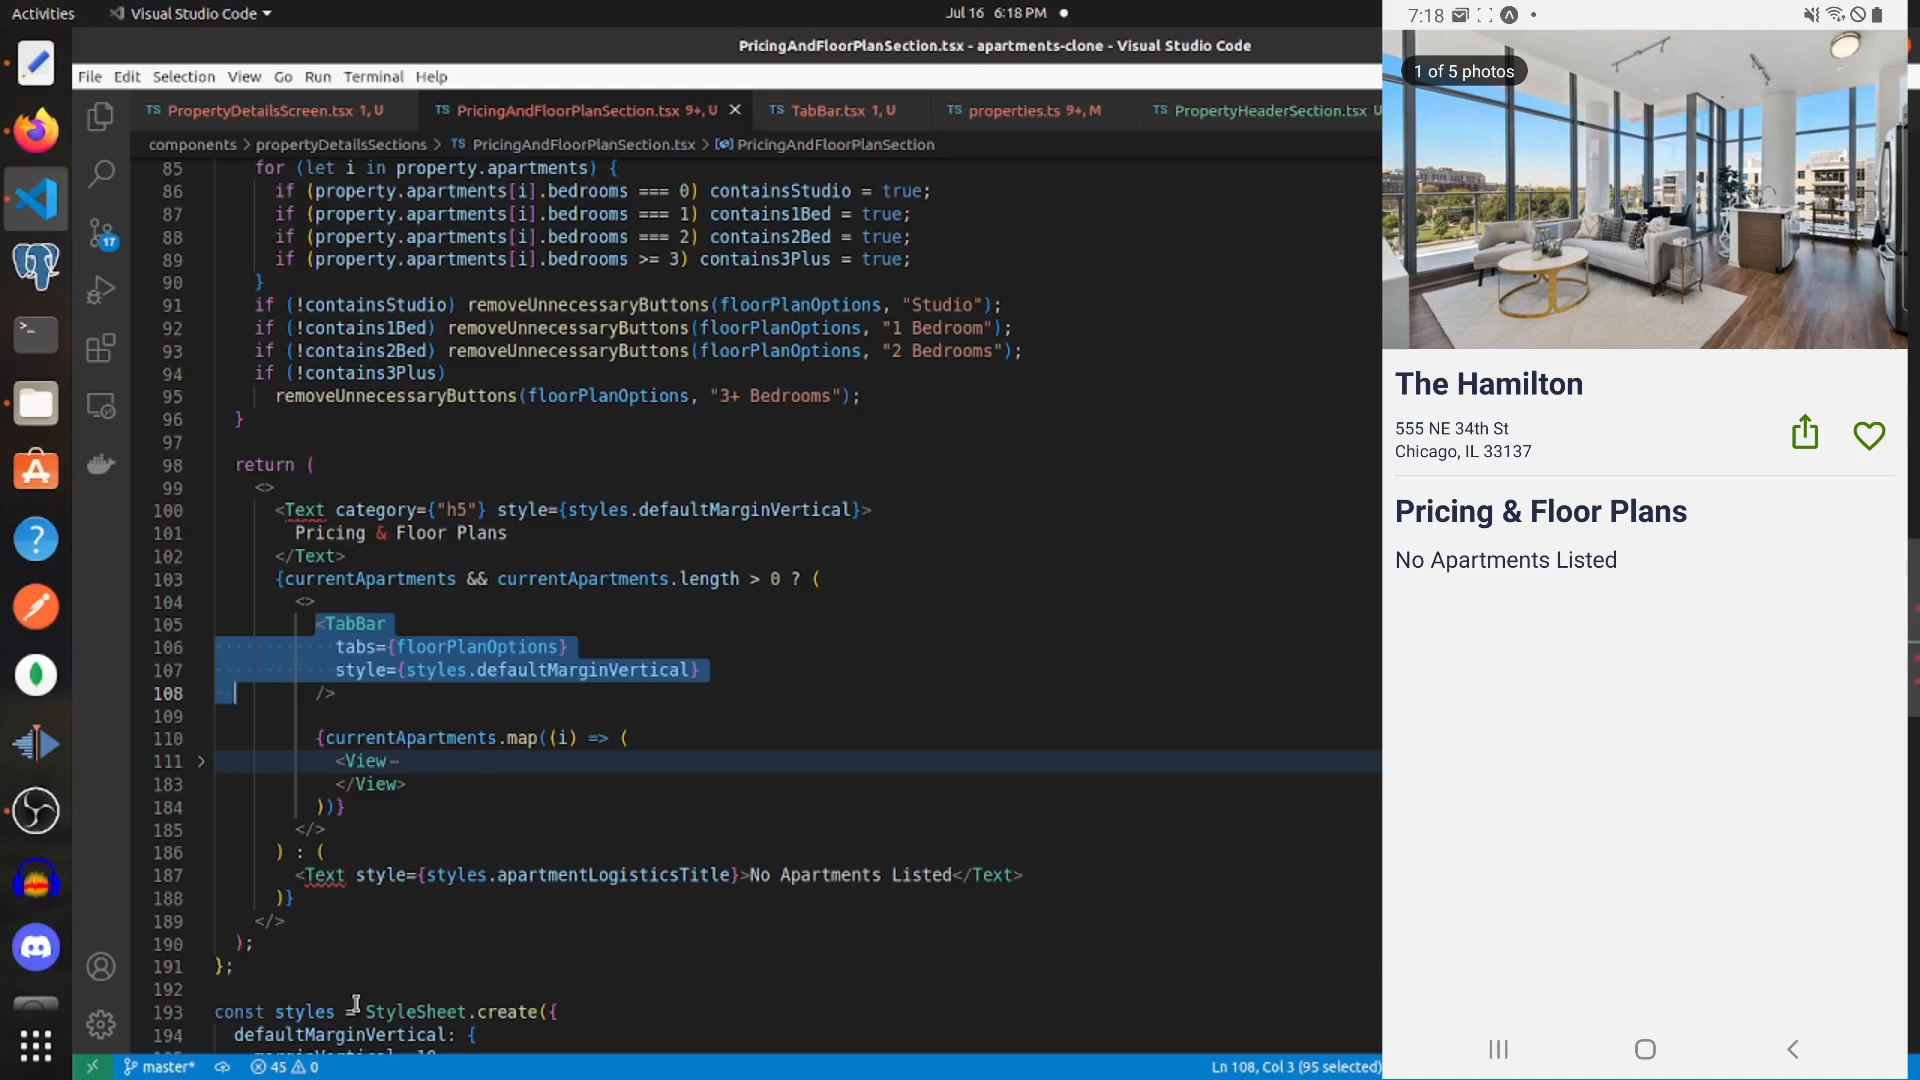 Activities
Visual Studio Code
Jul 16 6:18 PM
PricingAndFloorPlanSection.tsx - apartments-clone - Visual Studio Code
File Edit Selection View Go Run Terminal Help
TS PropertyDetailsScreen.tsx 1, U
TS PricingAndFloorPlanSection.tsx 9+, U
TS TabBar.tsx 1, U
TS properties.ts 9+, M
TS PropertyHeaderSection.tsx U
components > propertyDetailsSections > TS PricingAndFloorPlanSection.tsx > PricingAndFloorPlanSection
85 for (let i in property.apartments) {
86 if (property.apartments[i].bedrooms === 0) containsStudio = true;
87 if (property.apartments[i].bedrooms === 1) contains1Bed = true;
88 if (property.apartments[i].bedrooms === 2) contains2Bed = true;
89 if (property.apartments[i].bedrooms >= 3) contains3Plus = true;
90 }
91 if (!containsStudio) removeUnnecessaryButtons(floorPlanOptions, "Studio");
92 if (!contains1Bed) removeUnnecessaryButtons(floorPlanOptions, "1 Bedroom");
93 if (!contains2Bed) removeUnnecessaryButtons(floorPlanOptions, "2 Bedrooms");
94 if (!contains3Plus)
95 removeUnnecessaryButtons(floorPlanOptions, "3+ Bedrooms");
96 }
97
98 return (
99 <>
100 <Text category={"h5"} style={styles.defaultMarginVertical}>
101 Pricing & Floor Plans
102 </Text>
103 {currentApartments && currentApartments.length > 0 ? (
104 <>
105 <TabBar
106 tabs={floorPlanOptions}
107 style={styles.defaultMarginVertical}
108 />
109
110 {currentApartments.map((i) => (
111 <View
183 </View>
184 ))}
185 </>
186 ) : (
187 <Text style={styles.apartmentLogisticsTitle}>No Apartments Listed</Text>
188 )}
189 </>
190 );
191 };
192
193 const styles = StyleSheet.create({
194 defaultMarginVertical: {
17
master*
45
0
Ln 108, Col 3 (95 selected)
7:18
1 of 5 photos
The Hamilton
555 NE 34th St
Chicago, IL 33137
Pricing & Floor Plans
No Apartments Listed